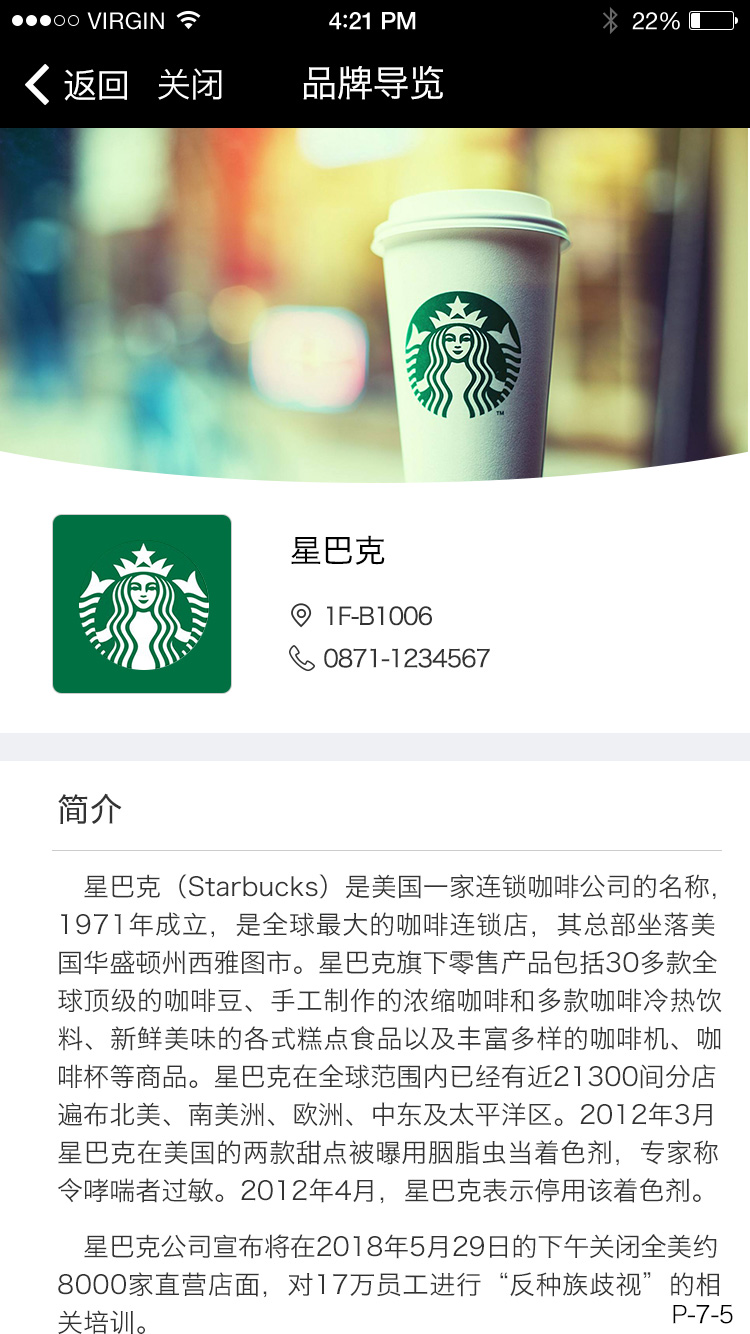 VIRGIN 4:21 PM 22%
返回 关闭 品牌导览
TM
星巴克
1F-B1006
0871-1234567
简介
星巴克（Starbucks）是美国一家连锁咖啡公司的名称,
1971年成立，是全球最大的咖啡连锁店，其总部坐落美
国华盛顿州西雅图市。星巴克旗下零售产品包括30多款全
球顶级的咖啡豆、手工制作的浓缩咖啡和多款咖啡冷热饮
料、新鲜美味的各式糕点食品以及丰富多样的咖啡机、咖
啡杯等商品。星巴克在全球范围内已经有近21300间分店
遍布北美、南美洲、欧洲、中东及太平洋区。2012年3月
星巴克在美国的两款甜点被曝用胭脂虫当着色剂，专家称
令哮喘者过敏。2012年4月，星巴克表示停用该着色剂。
星巴克公司宣布将在2018年5月29日的下午关闭全美约
8000家直营店面，对17万员工进行“反种族歧视”的相
关培训。
P-7-5